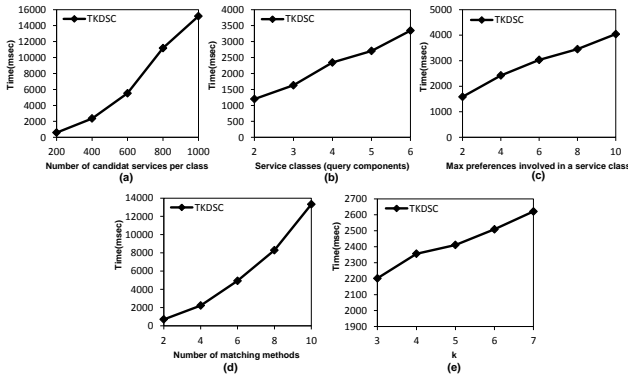 16000
14000
12000
10000
8000
6000
4000
2000
0
Time(msec)
TKDSC
200 400 600 800 1000
Number of candidat services per class
(a)
4000
3500
3000
2500
2000
1500
1000
500
0
Time(msec)
TKDSC
2 3 4 5 6
Service classes (query components)
(b)
5000
4000
3000
2000
1000
0
Time(msec)
TKDSC
2 4 6 8 10
Max preferences involved in a service class
(c)
14000
12000
10000
8000
6000
4000
2000
0
Time(msec)
TKDSC
2 4 6 8 10
Number of matching methods
(d)
2700
2600
2500
2400
2300
2200
2100
2000
1900
Time(msec)
TKDSC
3 4 5 6 7
k
(e)